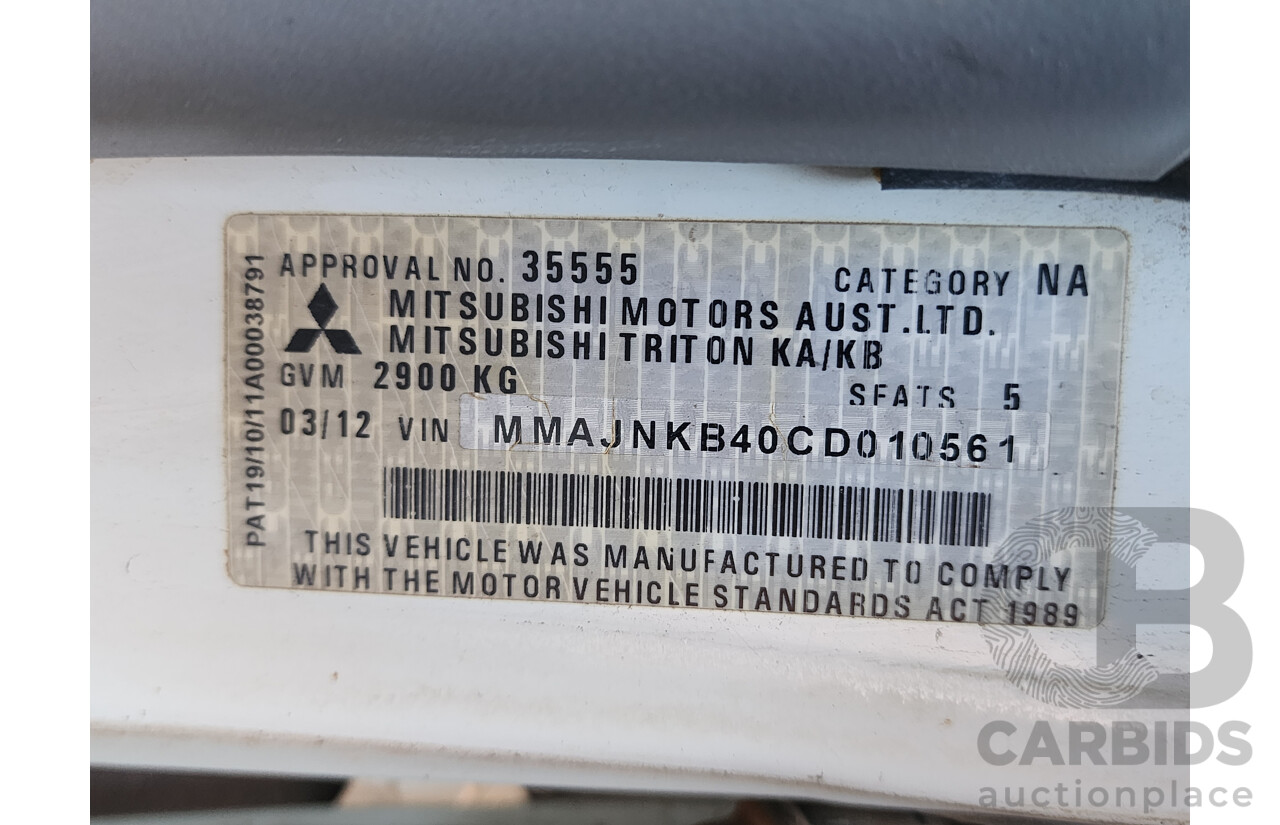 APPROVAL NO. 35555 CATEGORY NA
MITSUBISHI MOTORS AUST.LTD.
MITSUBISHI TRITON KA/KB
GVM 2900 KG SEATS 5
03/12 VIN MMAJNKB40CD010561
THIS VEHICLE WAS MANUFACTURED TO COMPLY
WITH THE MOTOR VEHICLE STANDARDS ACT 1989
PAT19/10/11A00038791
CARBIDS
auctionplace